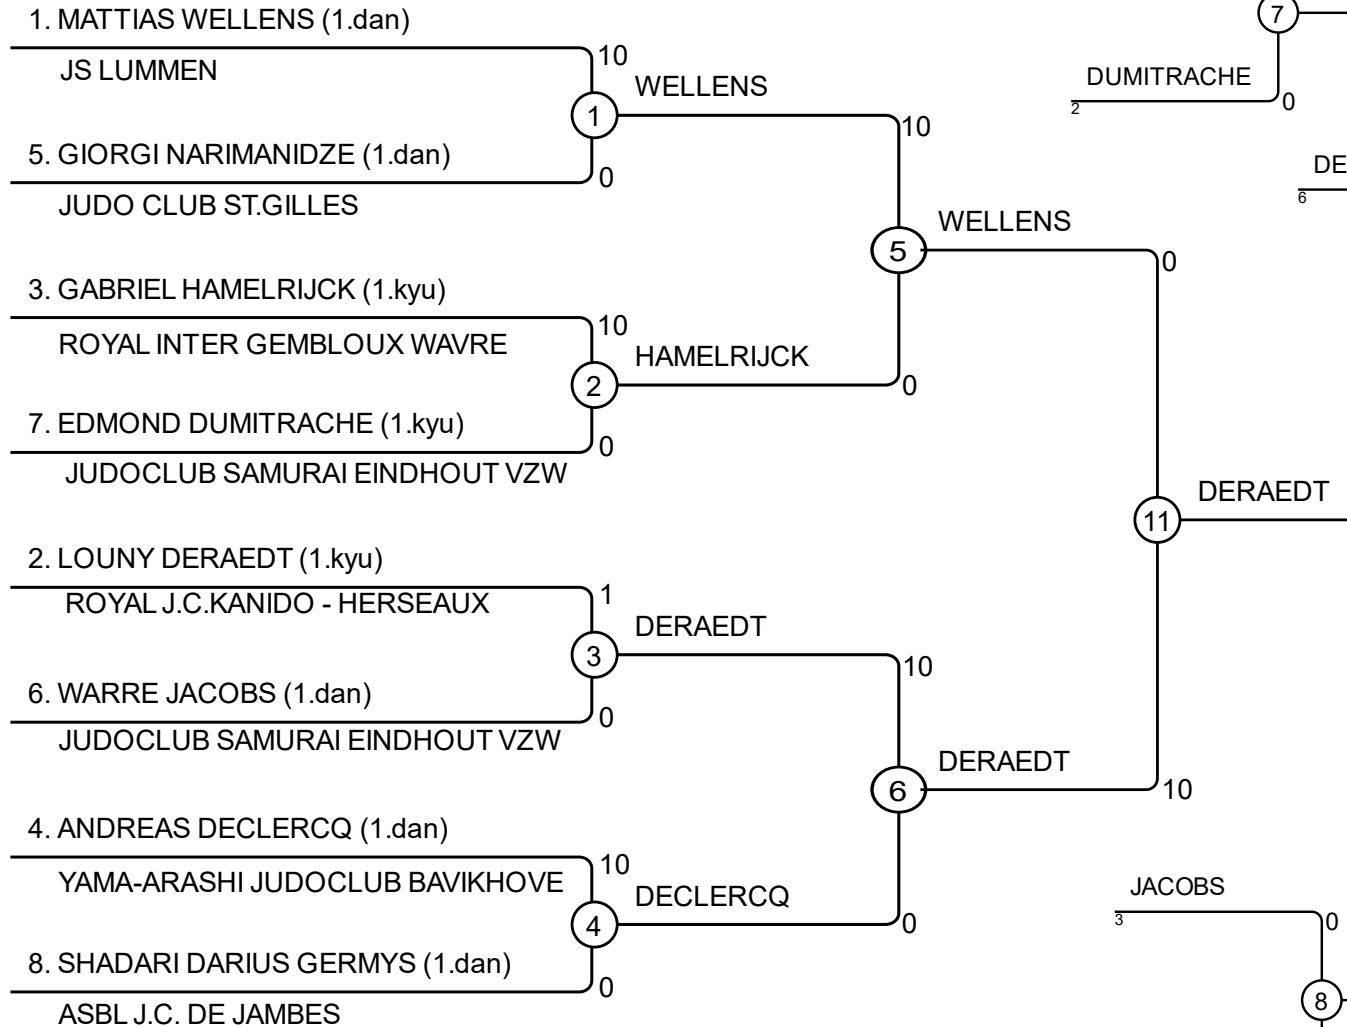 1. MATTIAS WELLENS (1.dan)
10
JS LUMMEN
1
WELLENS
5. GIORGI NARIMANIDZE (1.dan)
0
JUDO CLUB ST.GILLES
10
5
WELLENS
0
3. GABRIEL HAMELRIJCK (1.kyu)
10
ROYAL INTER GEMBLOUX WAVRE
2
HAMELRIJCK
0
7. EDMOND DUMITRACHE (1.kyu)
0
JUDOCLUB SAMURAI EINDHOUT VZW
11
DERAEDT
2. LOUNY DERAEDT (1.kyu)
1
ROYAL J.C.KANIDO - HERSEAUX
3
DERAEDT
10
6. WARRE JACOBS (1.dan)
0
JUDOCLUB SAMURAI EINDHOUT VZW
6
DERAEDT
10
4. ANDREAS DECLERCQ (1.dan)
10
YAMA-ARASHI JUDOCLUB BAVIKHOVE
4
DECLERCQ
0
8. SHADARI DARIUS GERMYS (1.dan)
0
ASBL J.C. DE JAMBES
7
DUMITRACHE
2
0
DE
6
JACOBS
3
0
8